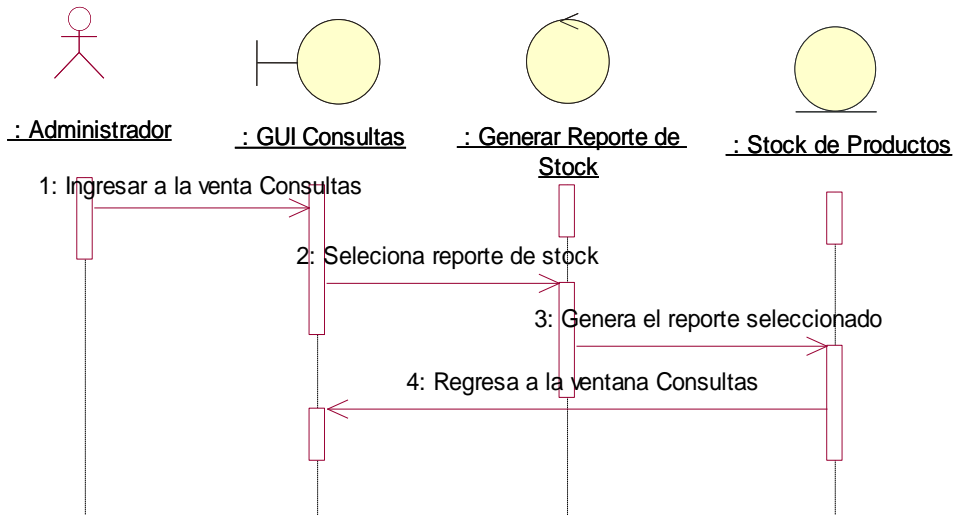 : Administrador
: GUI Consultas
: Generar Reporte de
Stock
: Stock de Productos
1: Ingresar a la venta Consultas
2: Seleciona reporte de stock
3: Genera el reporte seleccionado
4: Regresa a la ventana Consultas